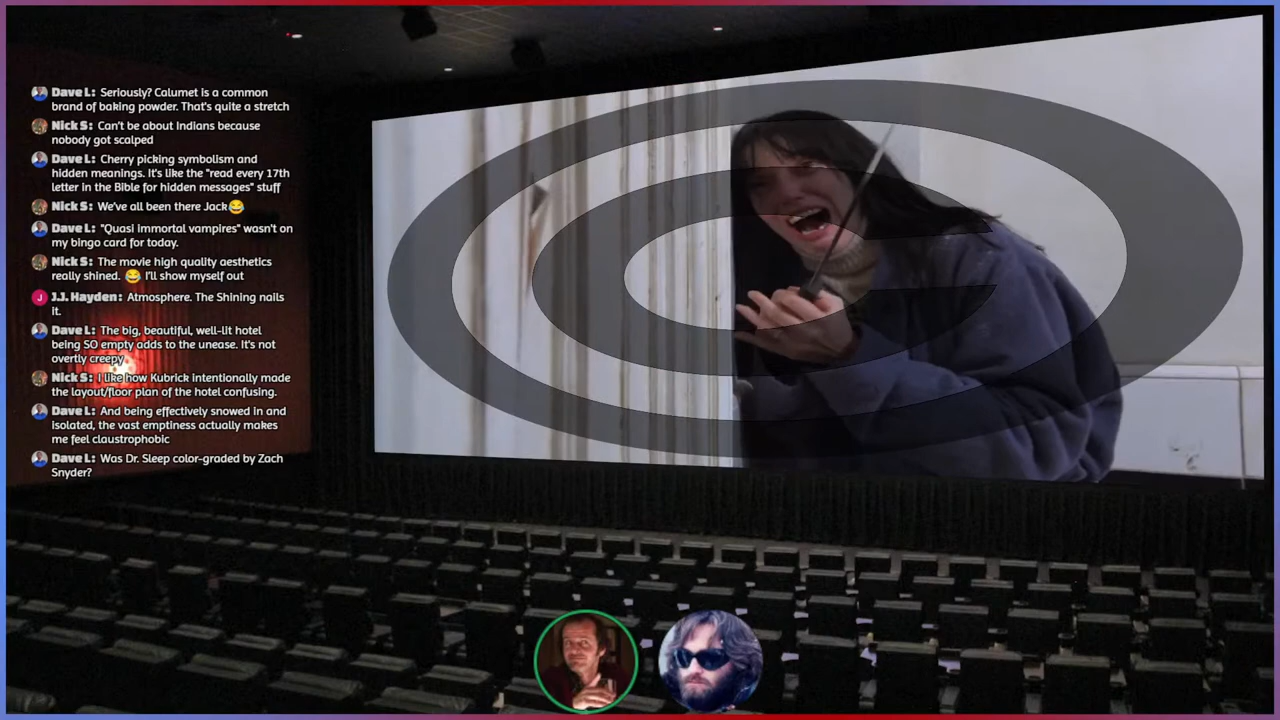 Dave L: Seriously? Calumet is a common
brand of baking powder. That's quite a stretch
Nick S: Can't be about Indians because
nobody got scalped
Dave L: Cherry picking symbolism and
hidden meanings. It's like the "read every 17th
letter in the Bible for hidden messages" stuff
Nick S: We've all been there Jack😂
Dave L: "Quasi immortal vampires" wasn't on
my bingo card for today.
Nick S: The movie high quality aesthetics
really shined. 😂 I'll show myself out
J
J.J. Hayden: Atmosphere. The Shining nails
it.
Dave L: The big, beautiful, well-lit hotel
being SO empty adds to the unease. It's not
overtly creepy
Nick S: I like how Kubrick intentionally made
the layout/floor plan of the hotel confusing.
Dave L: And being effectively snowed in and
isolated, the vast emptiness actually makes
me feel claustrophobic
Dave L: Was Dr. Sleep color-graded by Zach
Snyder?